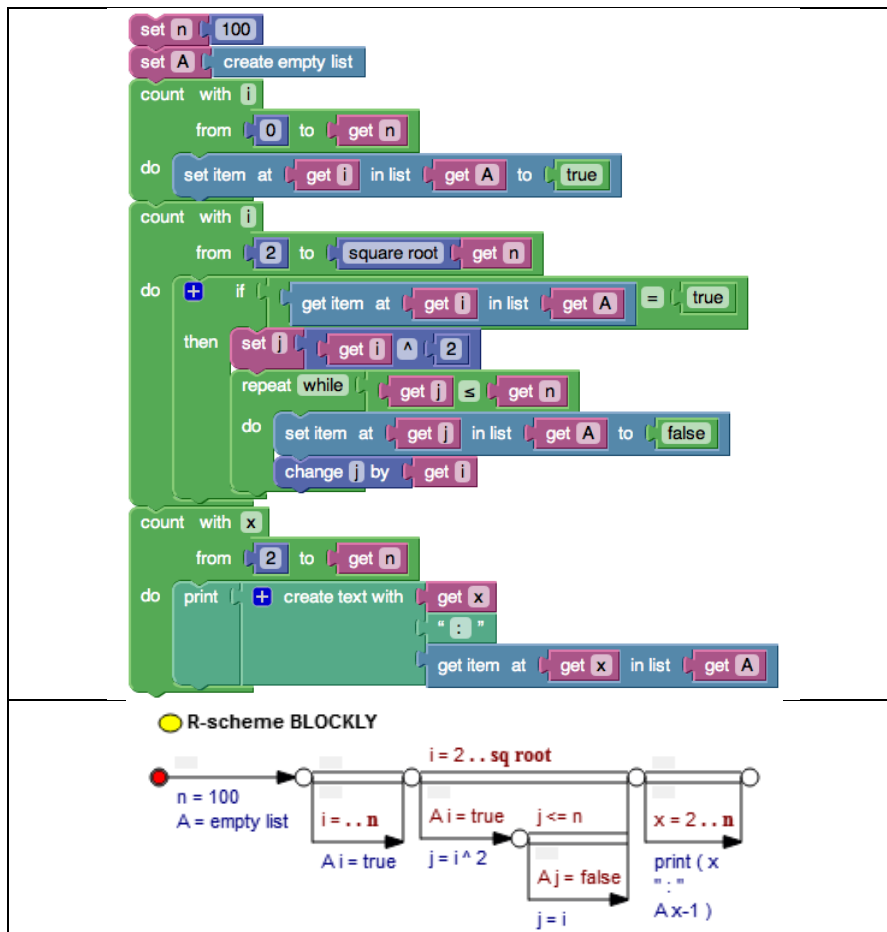 set n 100
set A create empty list
count with i
from 0 to get n
do set item at get i in list get A to true
count with i
from 2 to square root get n
do + if get item at get i in list get A = true
then set j get i ^ 2
repeat while get j ≤ get n
do set item at get j in list get A to false
change j by get i
count with x
from 2 to get n
do print + create text with get x
“ : ”
get item at get x in list get A
R-scheme BLOCKLY
i = 2 . . sq root
n = 100
A = empty list
i = . . n
A i = true
A i = true
j = i ^ 2
j <= n
A j = false
j = i
x = 2 . . n
print ( x
" : "
A x-1 )